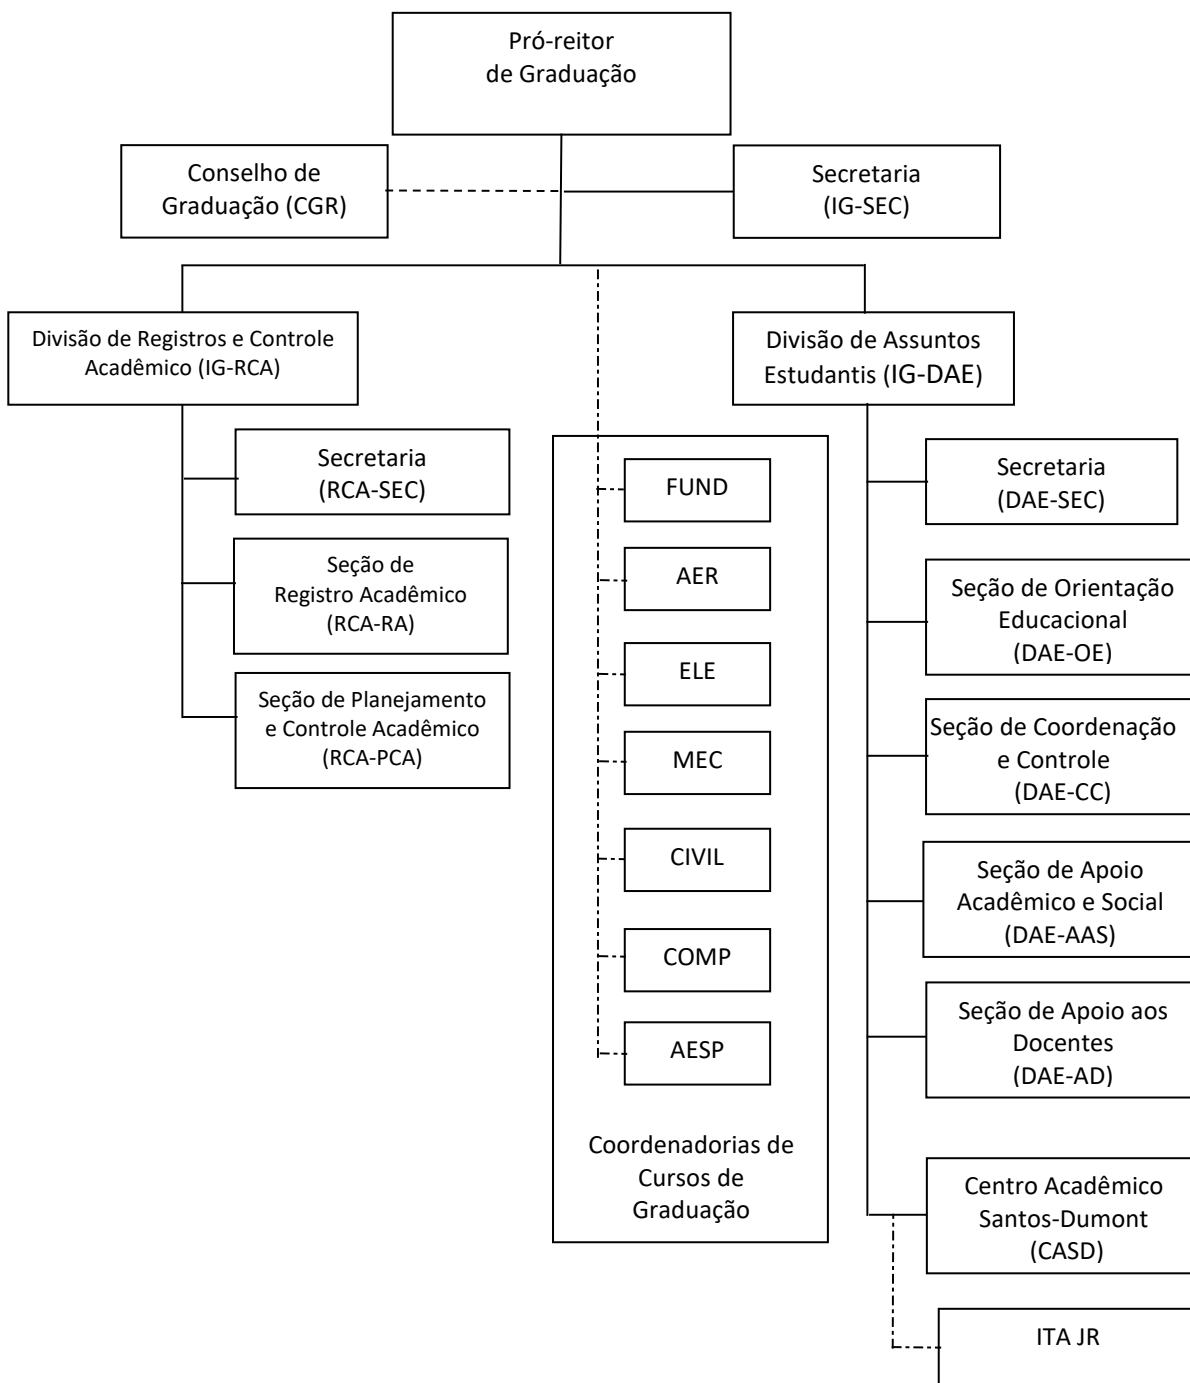 Pró-reitor
de Graduação
Conselho de
Graduação (CGR)
Secretaria
(IG-SEC)
Divisão de Registros e Controle
Acadêmico (IG-RCA)
Divisão de Assuntos
Estudantis (IG-DAE)
Secretaria
(RCA-SEC)
Seção de
Registro Acadêmico
(RCA-RA)
Seção de Planejamento
e Controle Acadêmico
(RCA-PCA)
FUND
AER
ELE
MEC
CIVIL
COMP
AESP
Coordenadorias de
Cursos de
Graduação
Secretaria
(DAE-SEC)
Seção de Orientação
Educacional
(DAE-OE)
Seção de Coordenação
e Controle
(DAE-CC)
Seção de Apoio
Acadêmico e Social
(DAE-AAS)
Seção de Apoio aos
Docentes
(DAE-AD)
Centro Acadêmico
Santos-Dumont
(CASD)
ITA JR